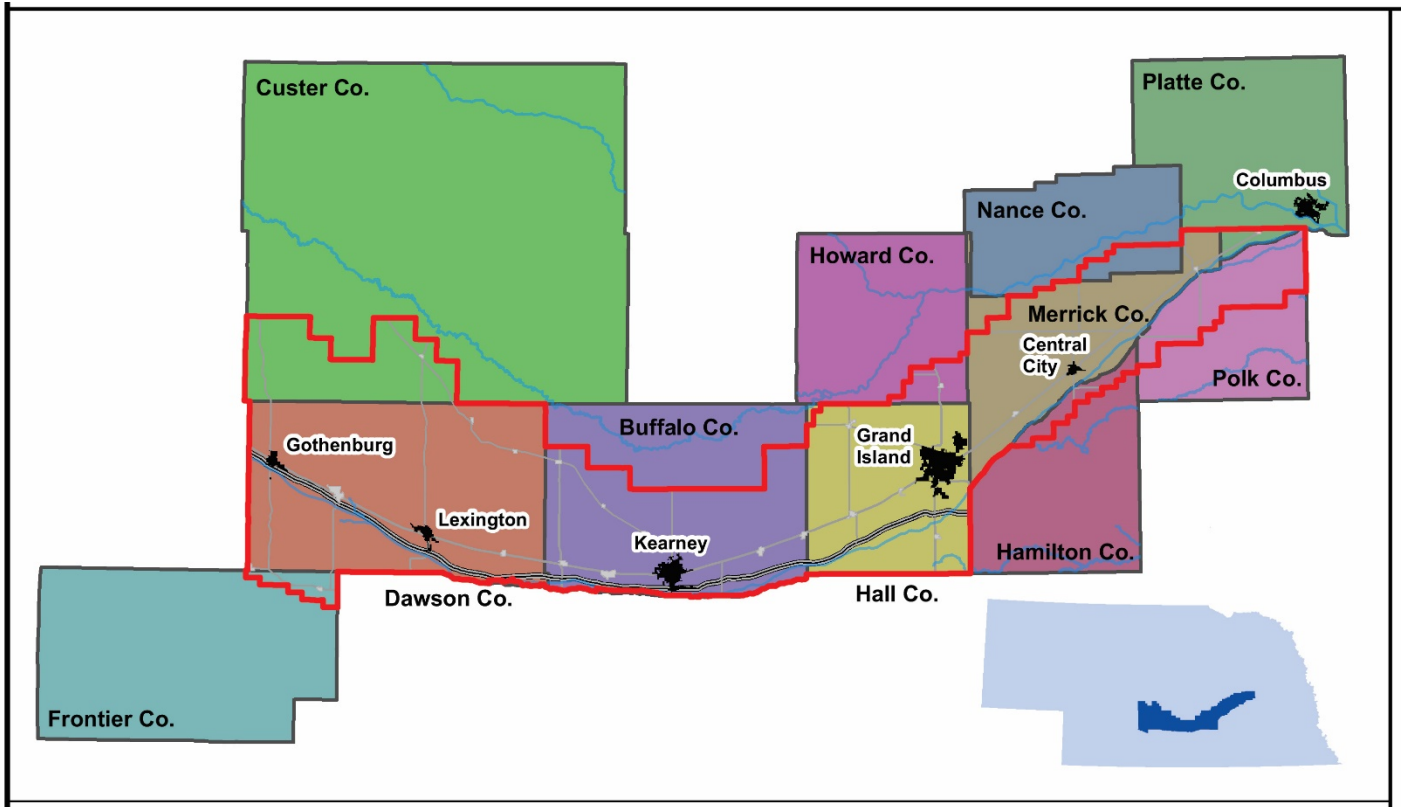 Custer Co.
Platte Co.
Columbus
Nance Co.
Howard Co.
Merrick Co.
Central
City
Polk Co.
Buffalo Co.
Grand
Island
Gothenburg
Lexington
Kearney
Hamilton Co.
Dawson Co.
Hall Co.
Frontier Co.